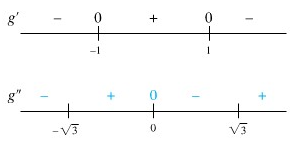 g′ − 0 + 0 −
−1 1
g″ − + 0 − +
−√3 0 √3